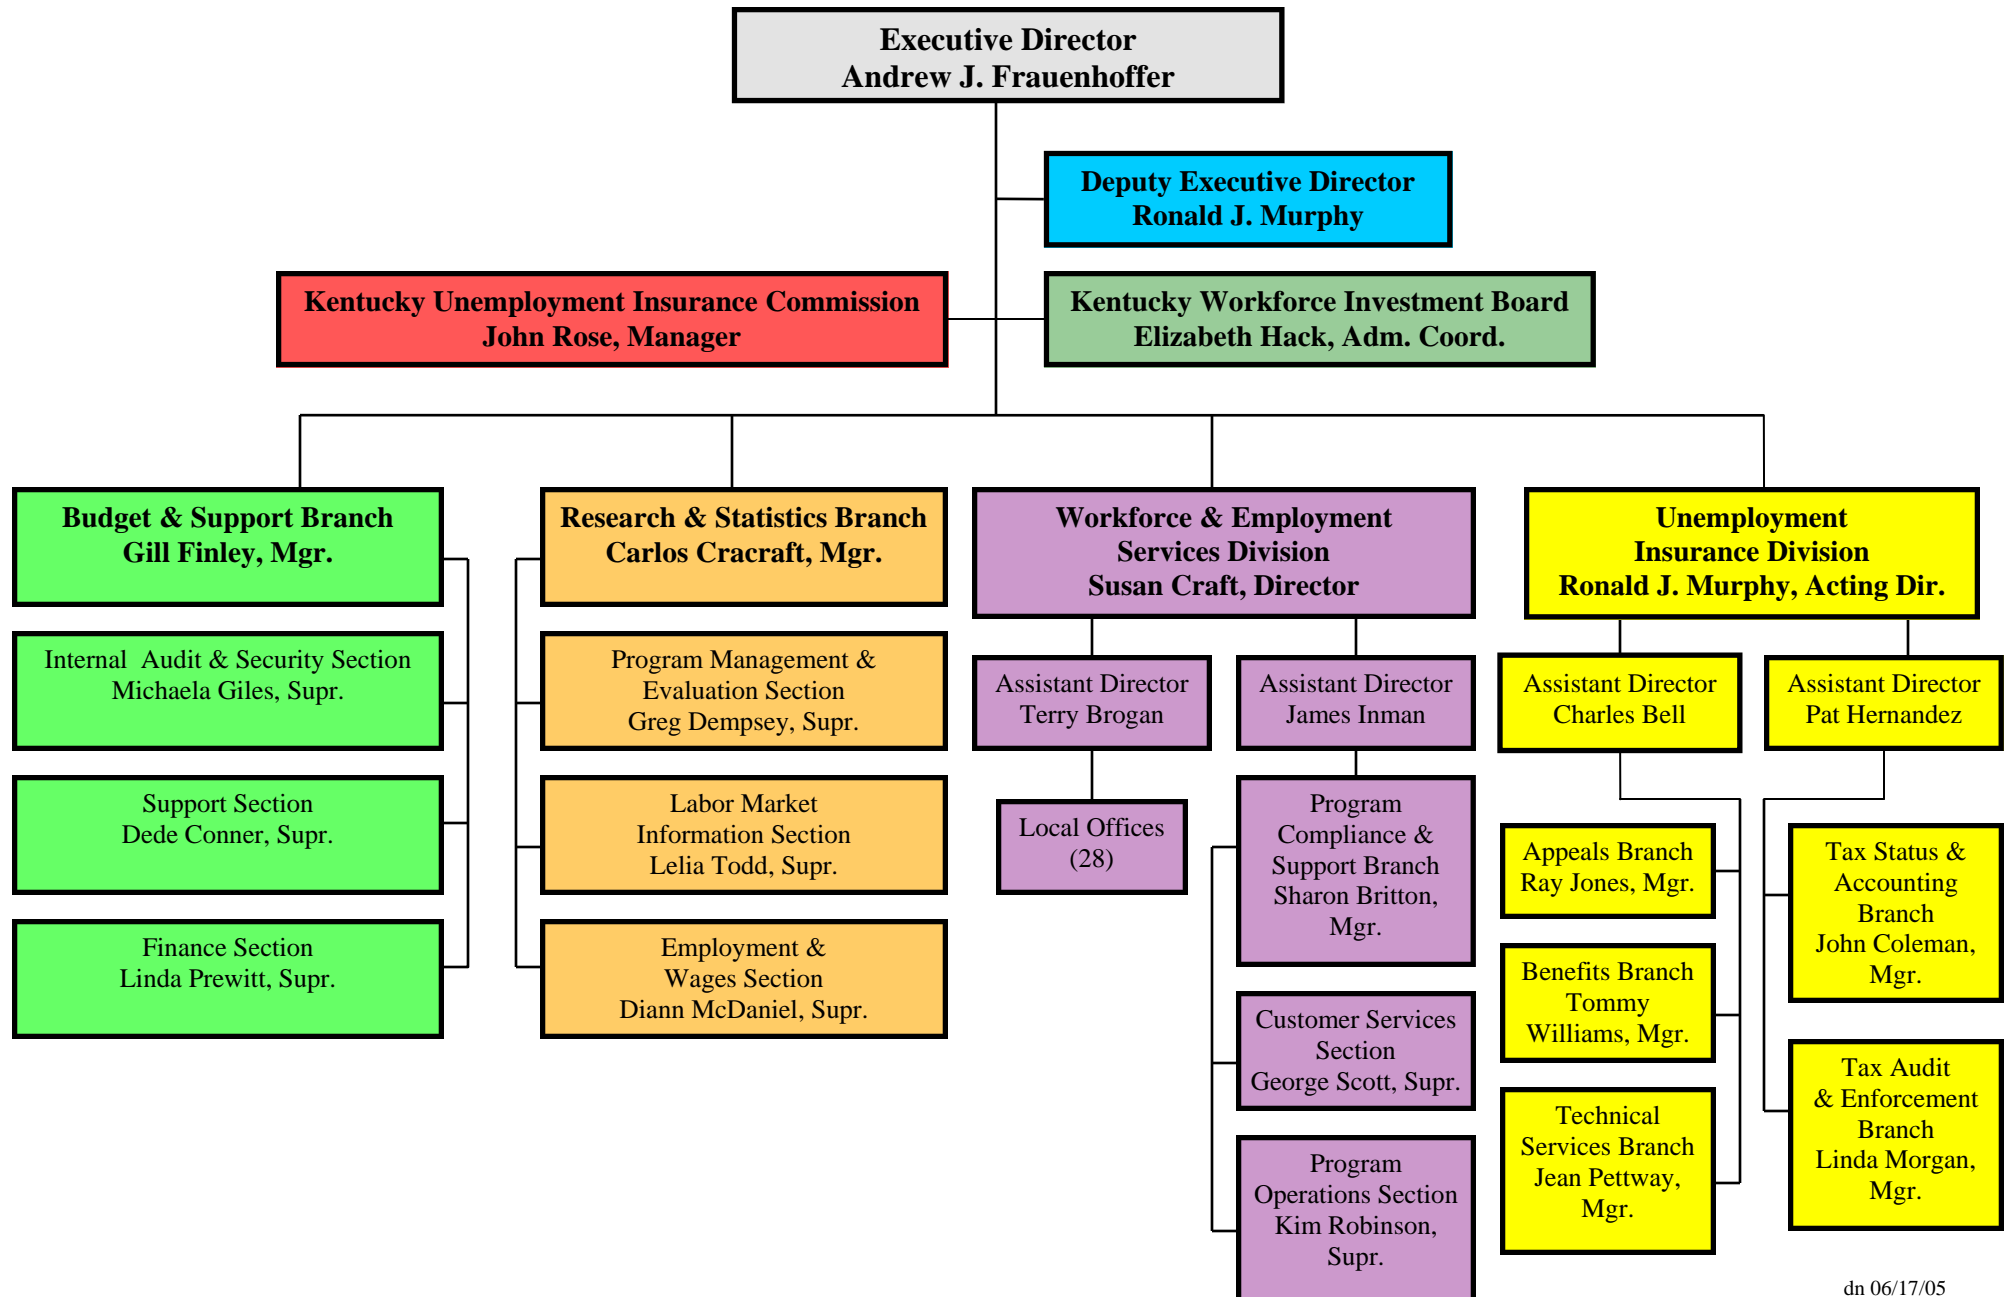 Executive Director
Andrew J. Frauenhoffer
Deputy Executive Director
Ronald J. Murphy
Kentucky Unemployment Insurance Commission
John Rose, Manager
Kentucky Workforce Investment Board
Elizabeth Hack, Adm. Coord.
Budget & Support Branch
Gill Finley, Mgr.
Internal  Audit & Security Section
Michaela Giles, Supr.
Support Section
Dede Conner, Supr.
Finance Section
Linda Prewitt, Supr.
Research & Statistics Branch
Carlos Cracraft, Mgr.
Program Management &
Evaluation Section
Greg Dempsey, Supr.
Labor Market
Information Section
Lelia Todd, Supr.
Employment &
Wages Section
Diann McDaniel, Supr.
Workforce & Employment
Services Division
Susan Craft, Director
Assistant Director
Terry Brogan
Local Offices
(28)
Assistant Director
James Inman
Program
Compliance &
Support Branch
Sharon Britton,
Mgr.
Customer Services
Section
George Scott, Supr.
Program
Operations Section
Kim Robinson,
Supr.
Unemployment
Insurance Division
Ronald J. Murphy, Acting Dir.
Assistant Director
Charles Bell
Appeals Branch
Ray Jones, Mgr.
Benefits Branch
Tommy
Williams, Mgr.
Technical
Services Branch
Jean Pettway,
Mgr.
Assistant Director
Pat Hernandez
Tax Status &
Accounting
Branch
John Coleman,
Mgr.
Tax Audit
& Enforcement
Branch
Linda Morgan,
Mgr.
dn 06/17/05